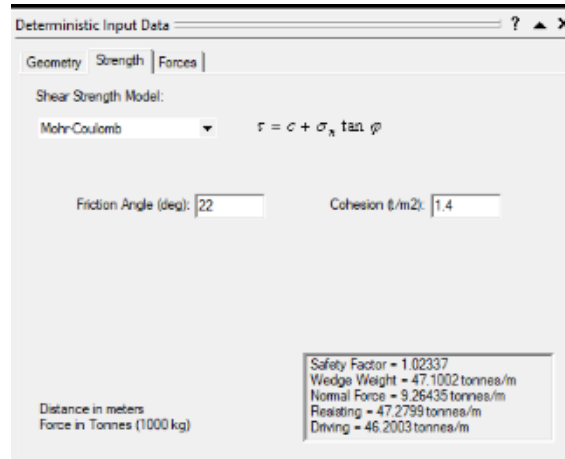 Deterministic Input Data ? ▲ X
Geometry Strength Forces
Shear Strength Model:
Mohr-Coulomb τ = c + σₙ tan φ
Friction Angle (deg): 22 Cohesion (t/m2): 1.4
Safety Factor = 1.02337
Wedge Weight = 47.1002 tonnes/m
Normal Force = 9.26435 tonnes/m
Resisting = 47.2799 tonnes/m
Driving = 46.2003 tonnes/m
Distance in meters
Force in Tonnes (1000 kg)